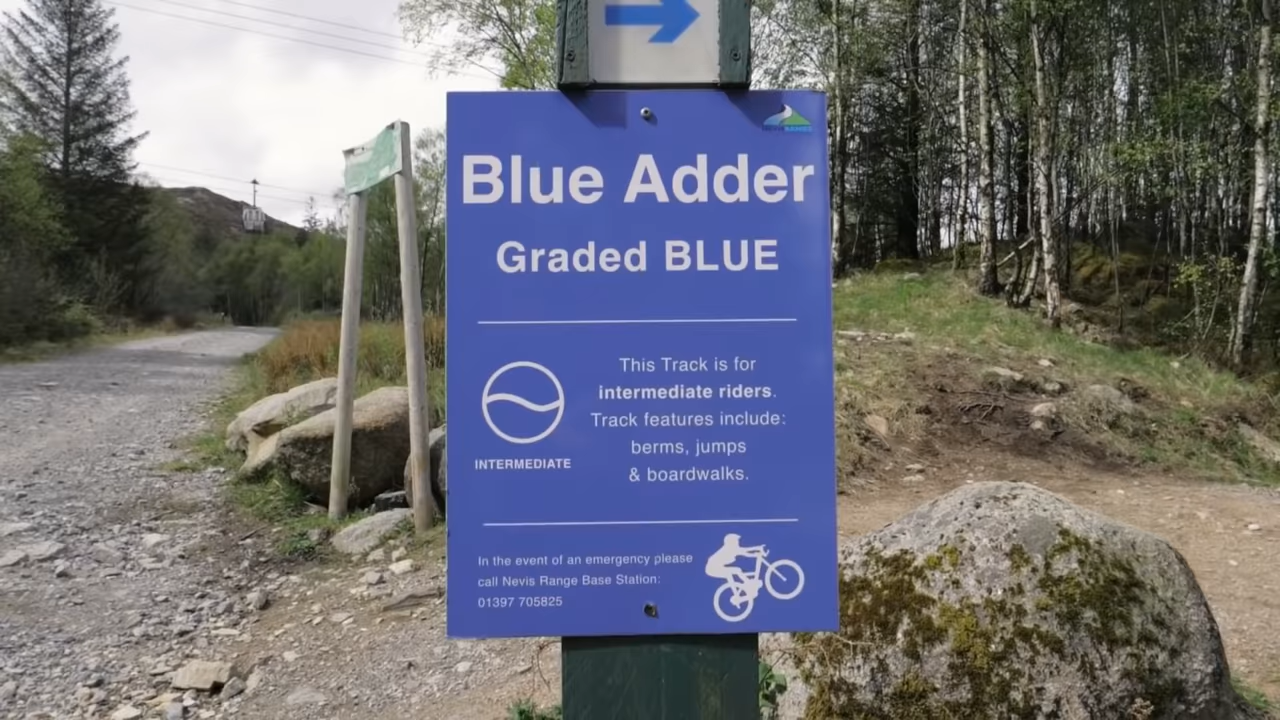 NEVIS RANGE
Blue Adder
Graded BLUE
This Track is for
intermediate riders.
Track features include:
berms, jumps
& boardwalks.
INTERMEDIATE
In the event of an emergency please
call Nevis Range Base Station:
01397 705825